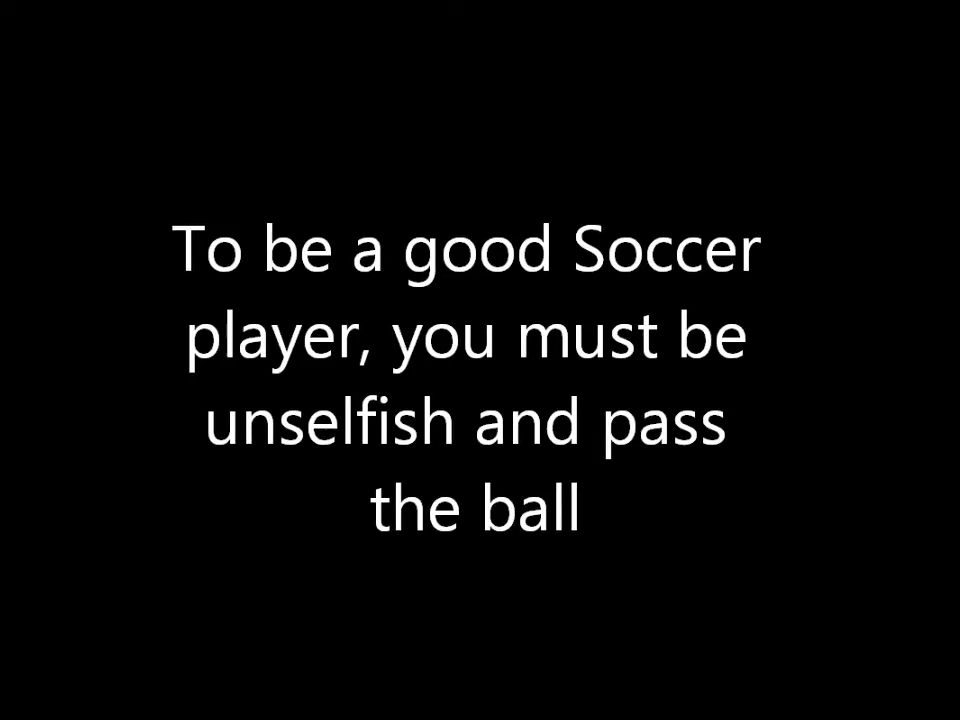 To be a good Soccer
player, you must be
unselfish and pass
the ball